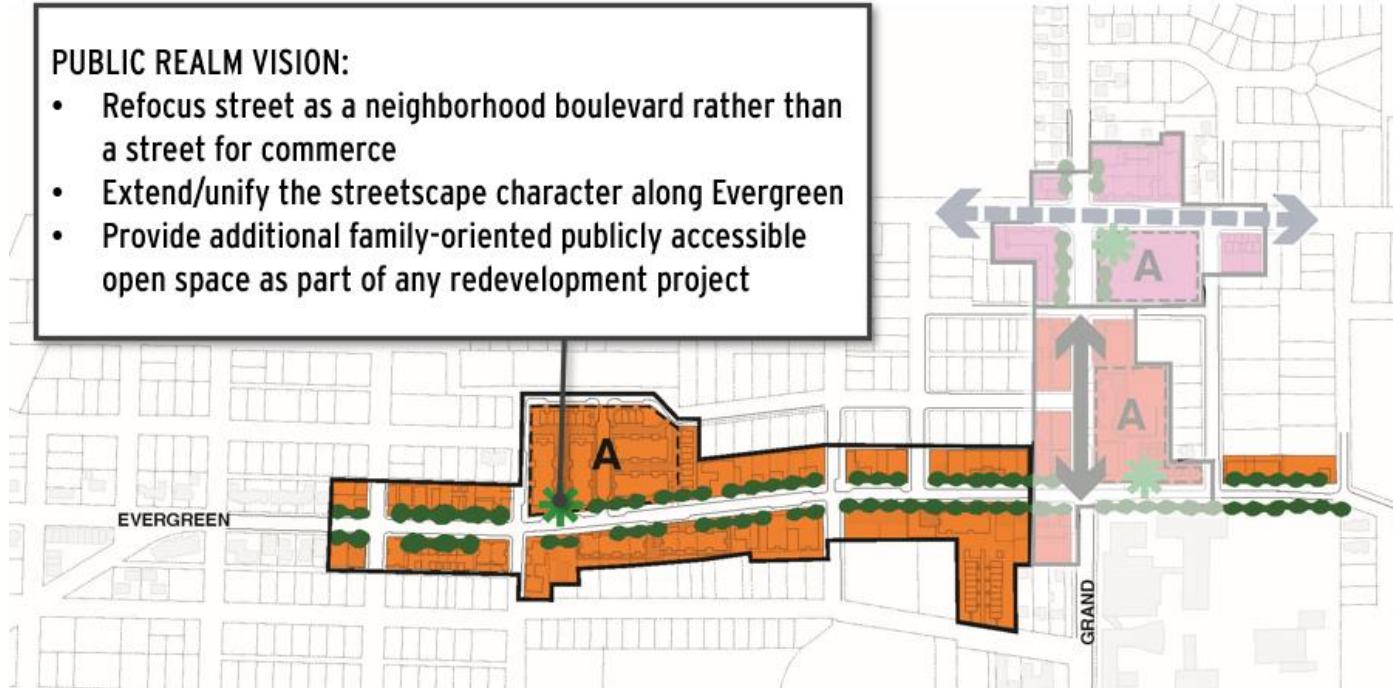 PUBLIC REALM VISION:
• Refocus street as a neighborhood boulevard rather than
a street for commerce
• Extend/unify the streetscape character along Evergreen
• Provide additional family-oriented publicly accessible
open space as part of any redevelopment project
A
A
A
EVERGREEN
GRAND